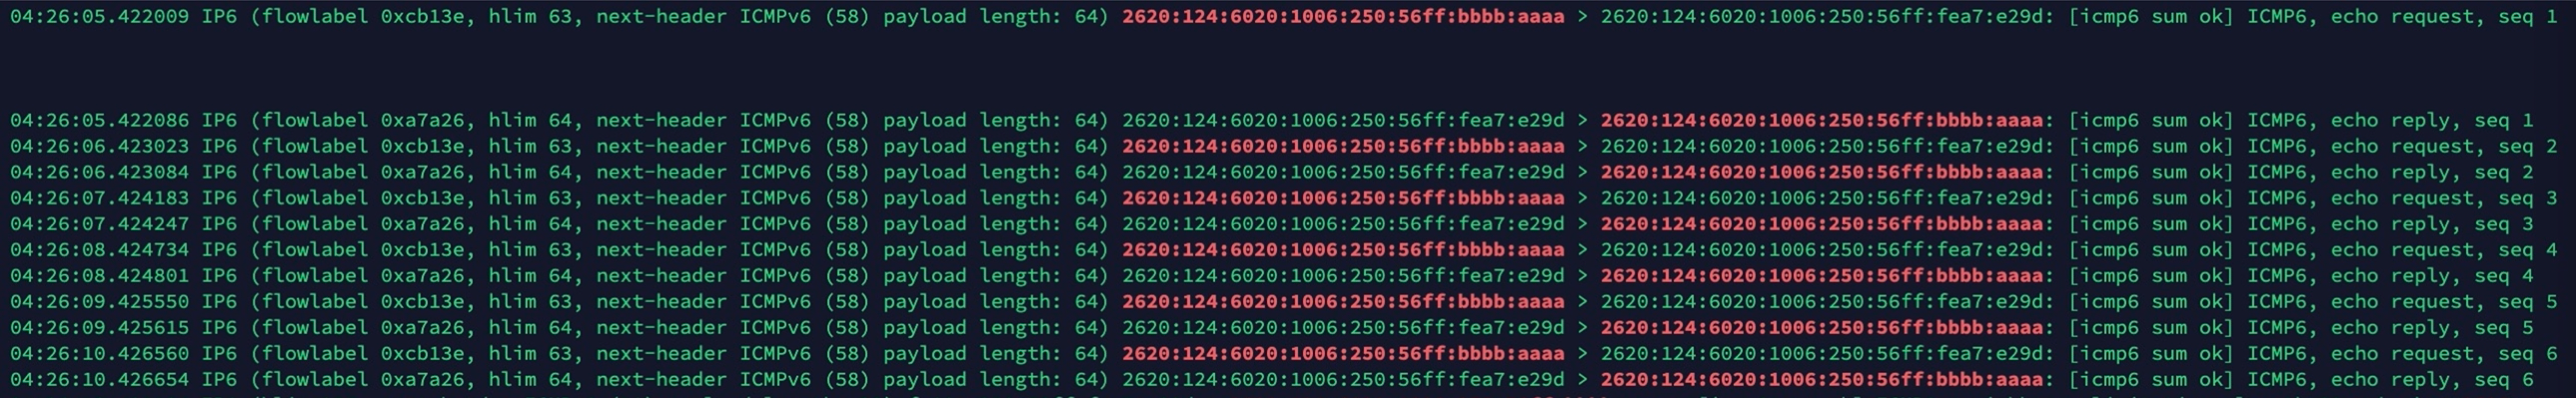 04:26:05.422009 IP6 (flowlabel 0xcb13e, hlim 63, next-header ICMPv6 (58) payload length: 64) 2620:124:6020:1006:250:56ff:bbbb:aaaa > 2620:124:6020:1006:250:56ff:fea7:e29d: [icmp6 sum ok] ICMP6, echo request, seq 1
04:26:05.422086 IP6 (flowlabel 0xa7a26, hlim 64, next-header ICMPv6 (58) payload length: 64) 2620:124:6020:1006:250:56ff:fea7:e29d > 2620:124:6020:1006:250:56ff:bbbb:aaaa: [icmp6 sum ok] ICMP6, echo reply, seq 1
04:26:06.423023 IP6 (flowlabel 0xcb13e, hlim 63, next-header ICMPv6 (58) payload length: 64) 2620:124:6020:1006:250:56ff:bbbb:aaaa > 2620:124:6020:1006:250:56ff:fea7:e29d: [icmp6 sum ok] ICMP6, echo request, seq 2
04:26:06.423084 IP6 (flowlabel 0xa7a26, hlim 64, next-header ICMPv6 (58) payload length: 64) 2620:124:6020:1006:250:56ff:fea7:e29d > 2620:124:6020:1006:250:56ff:bbbb:aaaa: [icmp6 sum ok] ICMP6, echo reply, seq 2
04:26:07.424183 IP6 (flowlabel 0xcb13e, hlim 63, next-header ICMPv6 (58) payload length: 64) 2620:124:6020:1006:250:56ff:bbbb:aaaa > 2620:124:6020:1006:250:56ff:fea7:e29d: [icmp6 sum ok] ICMP6, echo request, seq 3
04:26:07.424247 IP6 (flowlabel 0xa7a26, hlim 64, next-header ICMPv6 (58) payload length: 64) 2620:124:6020:1006:250:56ff:fea7:e29d > 2620:124:6020:1006:250:56ff:bbbb:aaaa: [icmp6 sum ok] ICMP6, echo reply, seq 3
04:26:08.424734 IP6 (flowlabel 0xcb13e, hlim 63, next-header ICMPv6 (58) payload length: 64) 2620:124:6020:1006:250:56ff:bbbb:aaaa > 2620:124:6020:1006:250:56ff:fea7:e29d: [icmp6 sum ok] ICMP6, echo request, seq 4
04:26:08.424801 IP6 (flowlabel 0xa7a26, hlim 64, next-header ICMPv6 (58) payload length: 64) 2620:124:6020:1006:250:56ff:fea7:e29d > 2620:124:6020:1006:250:56ff:bbbb:aaaa: [icmp6 sum ok] ICMP6, echo reply, seq 4
04:26:09.425550 IP6 (flowlabel 0xcb13e, hlim 63, next-header ICMPv6 (58) payload length: 64) 2620:124:6020:1006:250:56ff:bbbb:aaaa > 2620:124:6020:1006:250:56ff:fea7:e29d: [icmp6 sum ok] ICMP6, echo request, seq 5
04:26:09.425615 IP6 (flowlabel 0xa7a26, hlim 64, next-header ICMPv6 (58) payload length: 64) 2620:124:6020:1006:250:56ff:fea7:e29d > 2620:124:6020:1006:250:56ff:bbbb:aaaa: [icmp6 sum ok] ICMP6, echo reply, seq 5
04:26:10.426560 IP6 (flowlabel 0xcb13e, hlim 63, next-header ICMPv6 (58) payload length: 64) 2620:124:6020:1006:250:56ff:bbbb:aaaa > 2620:124:6020:1006:250:56ff:fea7:e29d: [icmp6 sum ok] ICMP6, echo request, seq 6
04:26:10.426654 IP6 (flowlabel 0xa7a26, hlim 64, next-header ICMPv6 (58) payload length: 64) 2620:124:6020:1006:250:56ff:fea7:e29d > 2620:124:6020:1006:250:56ff:bbbb:aaaa: [icmp6 sum ok] ICMP6, echo reply, seq 6